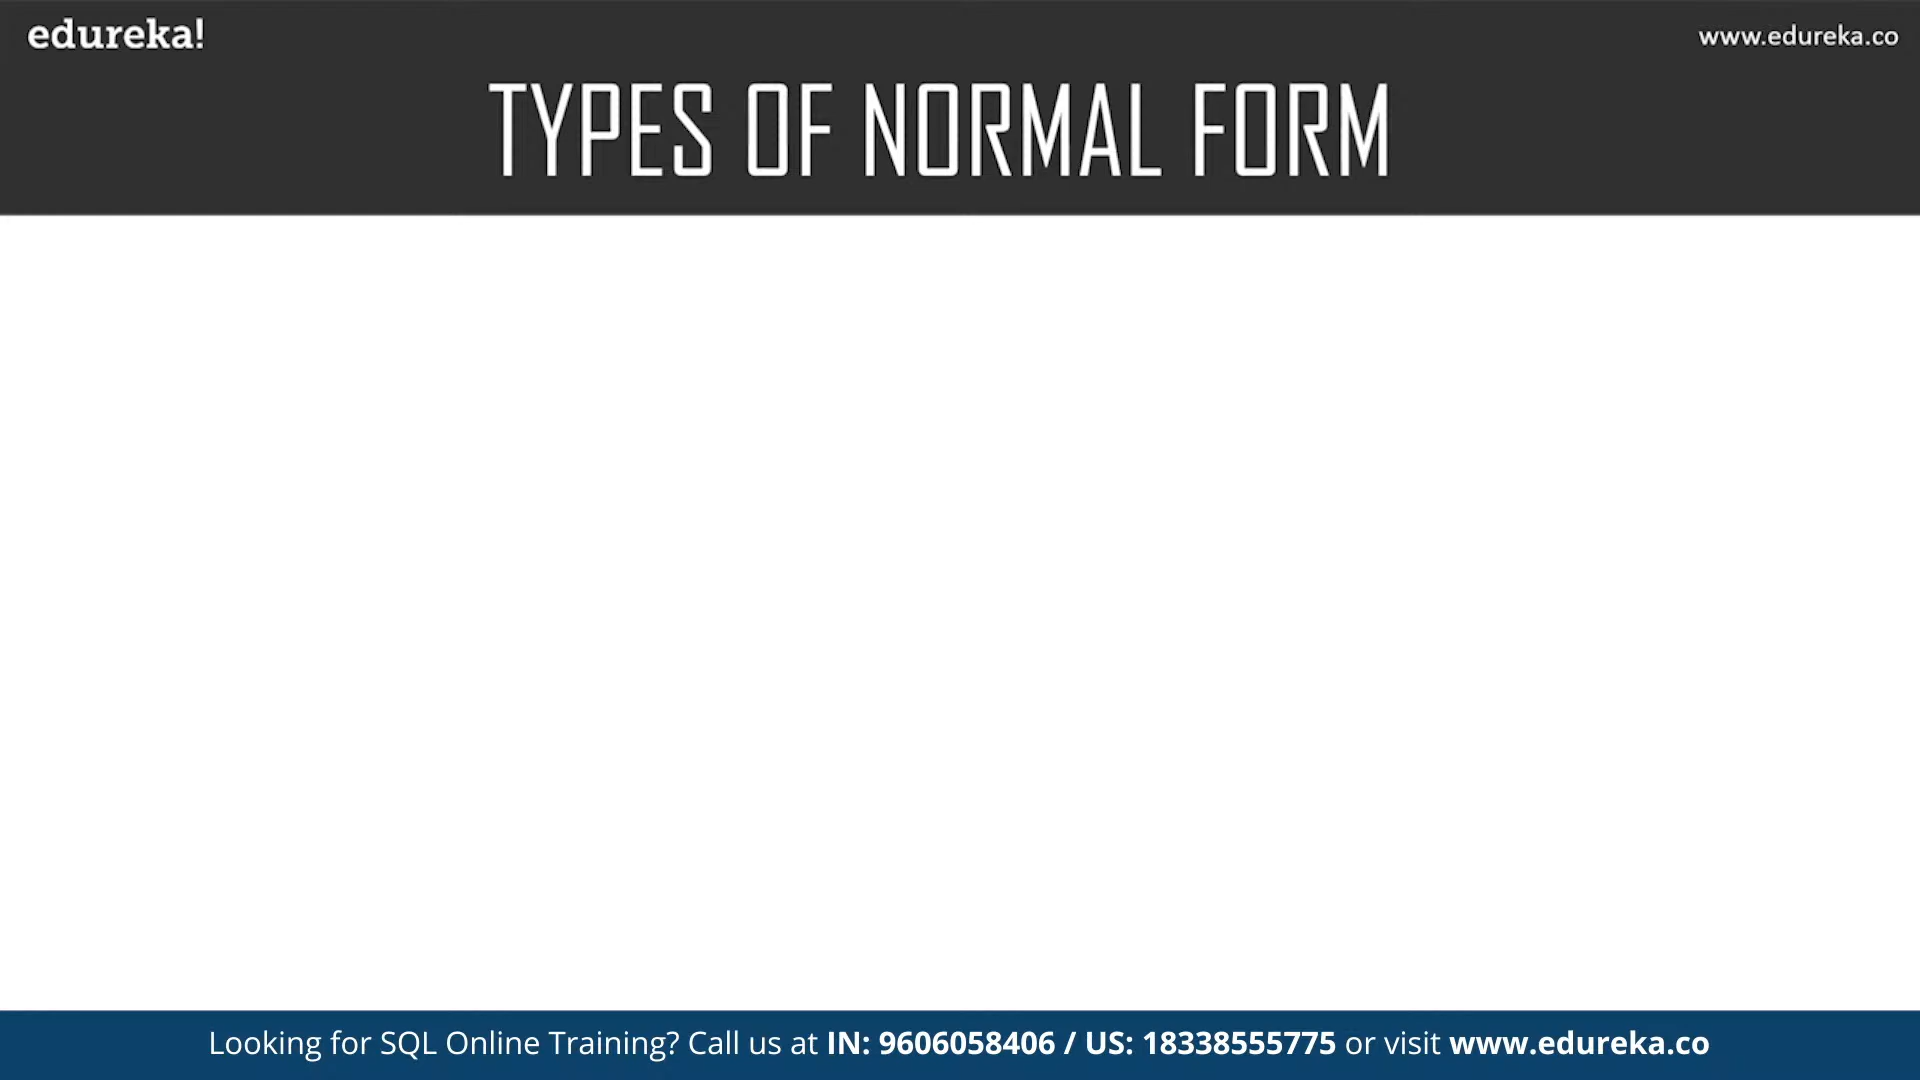 edureka!
www.edureka.co
TYPES OF NORMAL FORM
Looking for SQL Online Training? Call us at IN: 9606058406 / US: 18338555775 or visit www.edureka.co